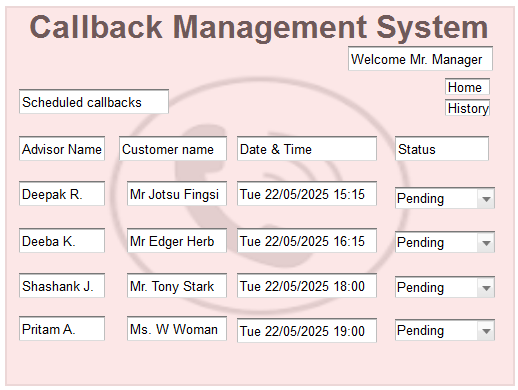 Callback Management System
Welcome Mr. Manager
Home
History
Scheduled callbacks
Advisor Name Customer name Date & Time Status
Deepak R. Mr Jotsu Fingsi Tue 22/05/2025 15:15 Pending
Deeba K. Mr Edger Herb Tue 22/05/2025 16:15 Pending
Shashank J. Mr. Tony Stark Tue 22/05/2025 18:00 Pending
Pritam A. Ms. W Woman Tue 22/05/2025 19:00 Pending